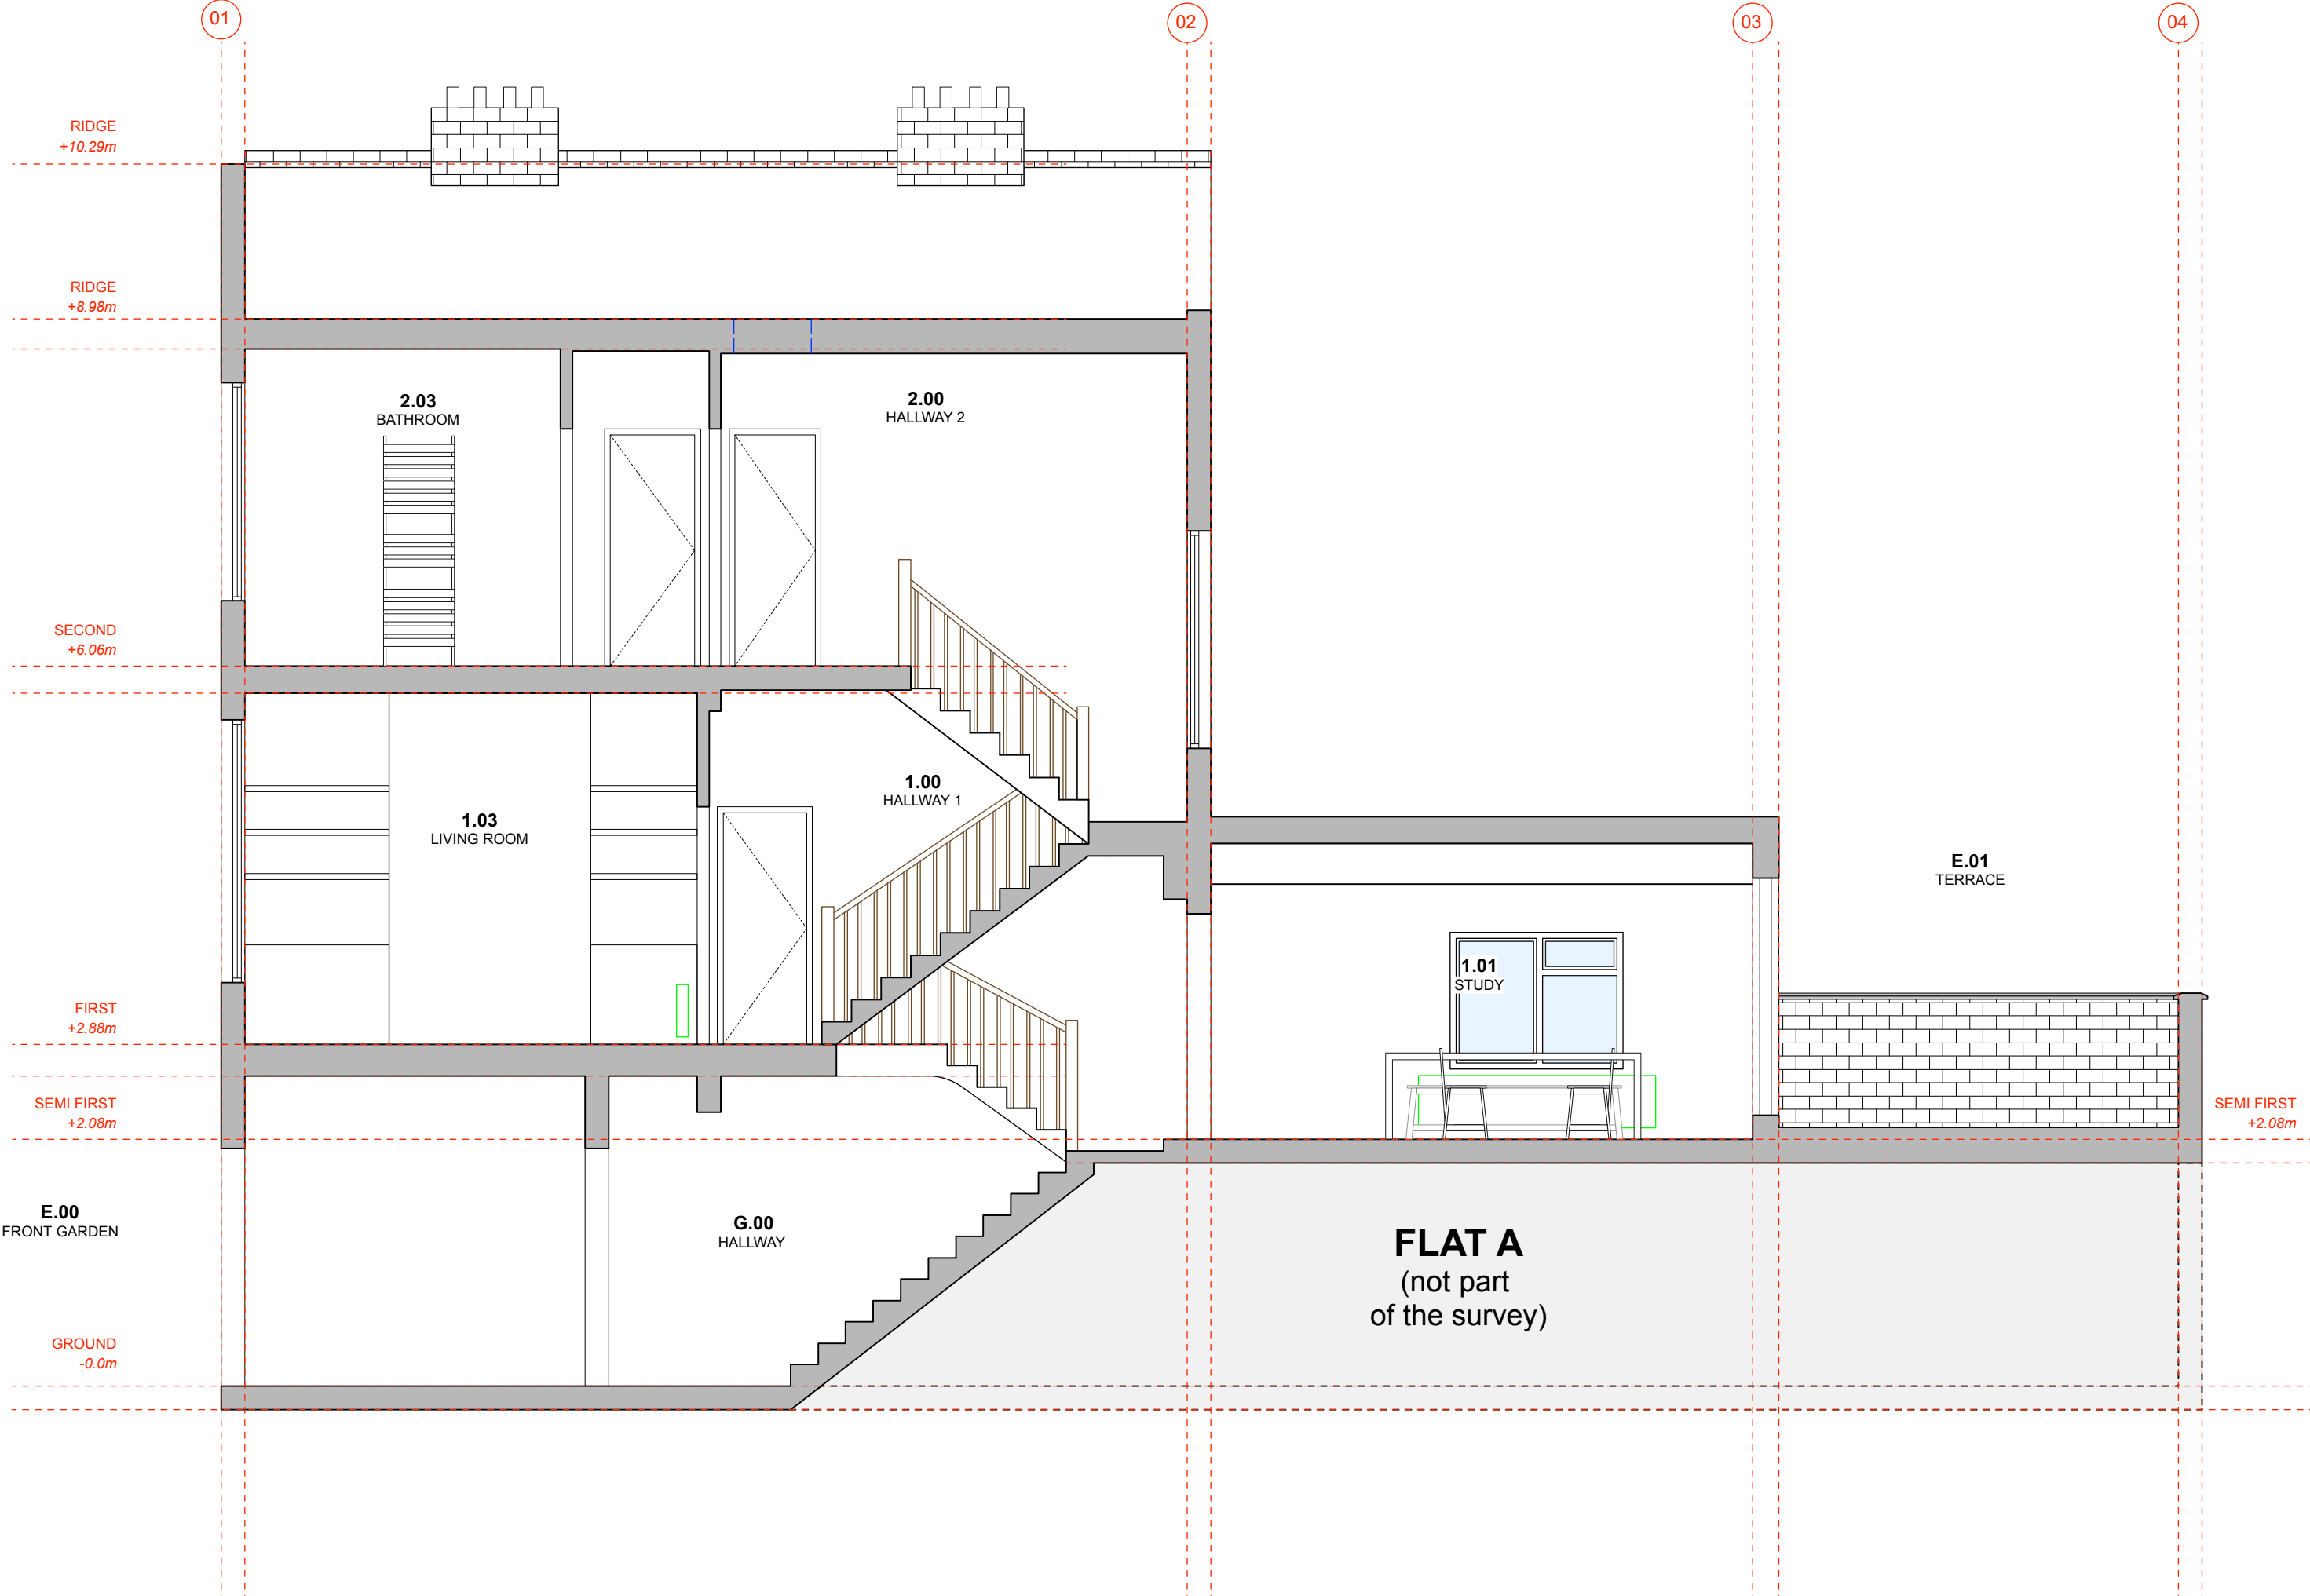 01
02
03
04
RIDGE
+10.29m
RIDGE
+8.98m
2.03
BATHROOM
2.00
HALLWAY 2
SECOND
+6.06m
1.00
HALLWAY 1
1.03
LIVING ROOM
E.01
TERRACE
1.01
STUDY
FIRST
+2.88m
SEMI FIRST
+2.08m
SEMI FIRST
+2.08m
E.00
FRONT GARDEN
G.00
HALLWAY
FLAT A
(not part
of the survey)
GROUND
-0.0m